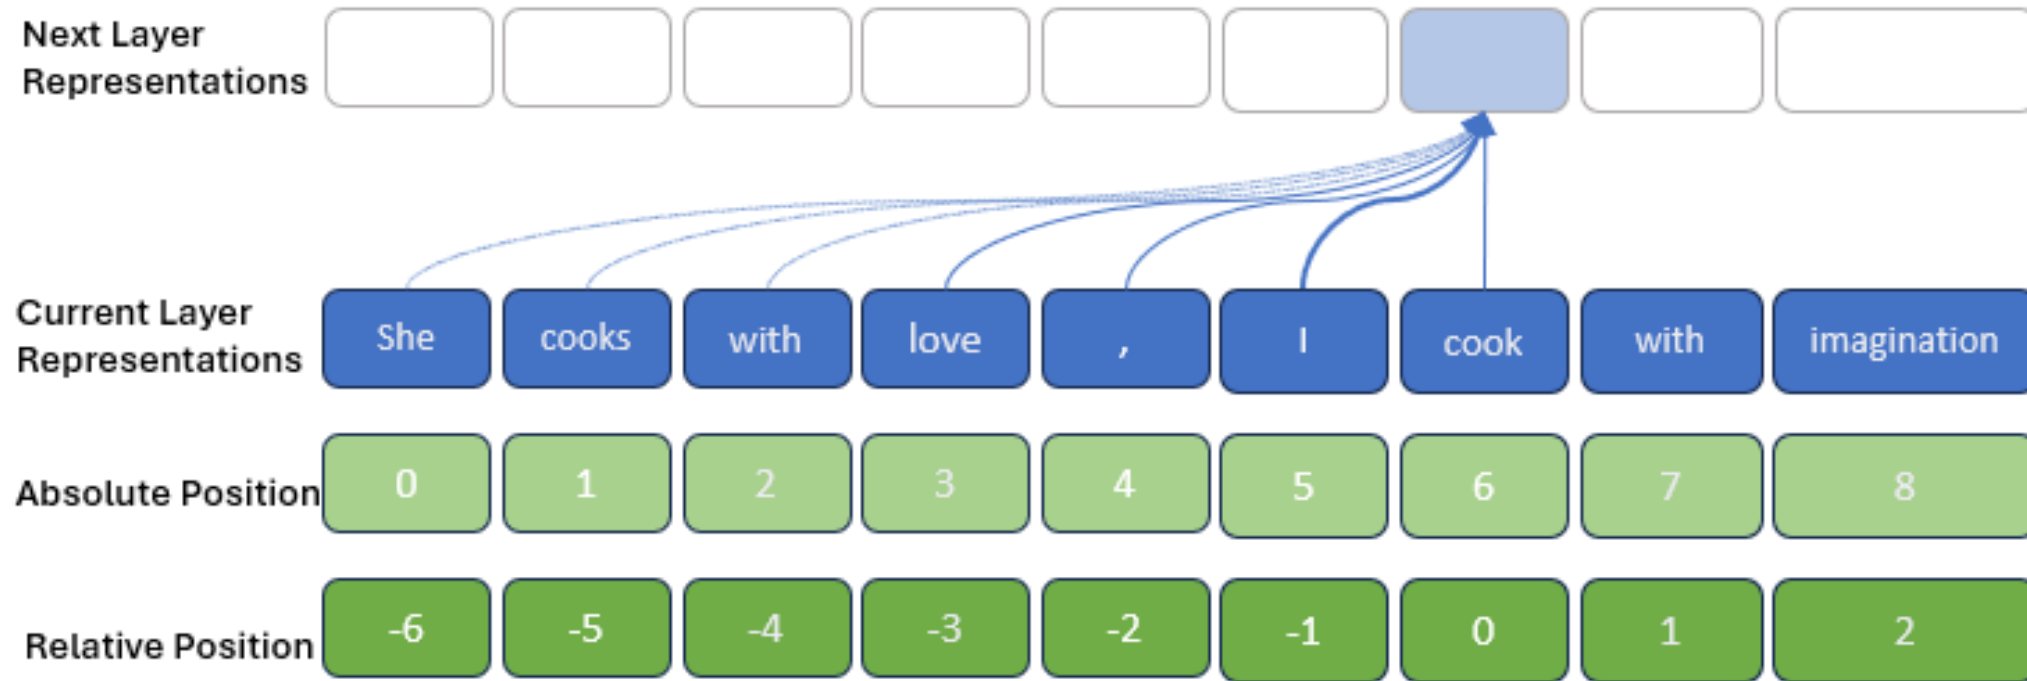 Next Layer
Representations
Current Layer
Representations
She cooks with love , I cook with imagination
Absolute Position 0 1 2 3 4 5 6 7 8
Relative Position -6 -5 -4 -3 -2 -1 0 1 2